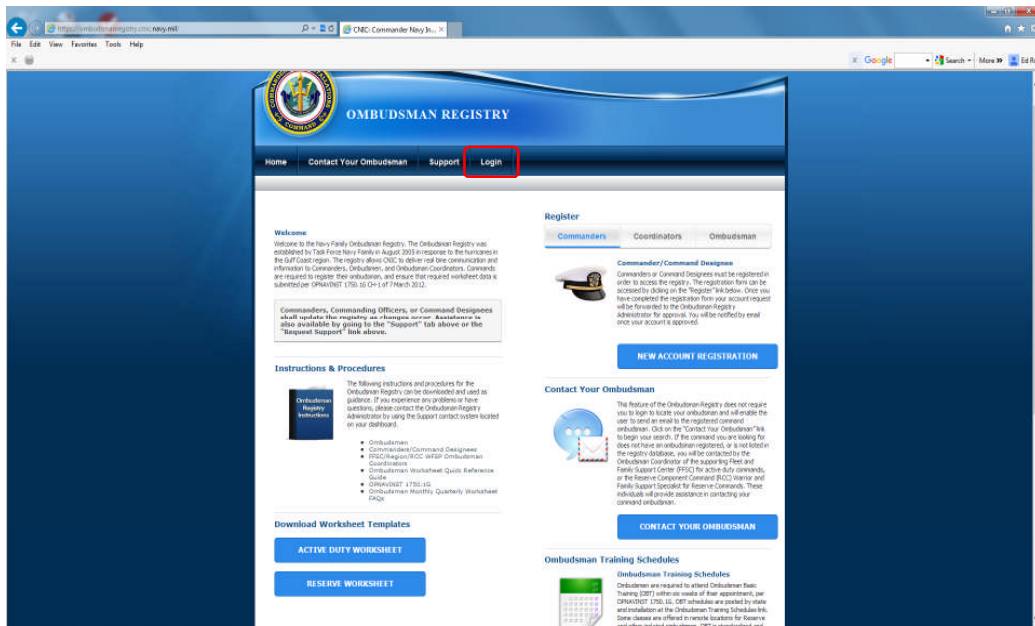 https://ombudsmanregistry.cnic.navy.mil/
CNIC: Commander Navy In...
File Edit View Favorites Tools Help
Google
Search
More »
OMBUDSMAN REGISTRY
Home Contact Your Ombudsman Support Login
Welcome
Welcome to the Navy Family Ombudsman Registry. The Ombudsman Registry was
established by Task Force Navy Family in August 2005 in response to the hurricanes in
the Gulf Coast region. The registry allows CNIC to deliver real time communication and
information to Commanders, Ombudsmen, and Ombudsman Coordinators. Commands
are required to register their ombudsman, and ensure that required worksheet data is
submitted per OPNAVINST 1750.1G CH-1 of 7 March 2012.
Commanders, Commanding Officers, or Command Designees
shall update the registry as changes occur. Assistance is
also available by going to the "Support" tab above or the
"Request Support" link above.
Instructions & Procedures
Ombudsman
Registry
Instructions
The following instructions and procedures for the
Ombudsman Registry can be downloaded and used as
guidance. If you experience any problems or have
questions, please contact the Ombudsman Registry
Administrator by using the Support contact system located
on your dashboard.
Ombudsmen
Commanders/Command Designees
FFSC/Region/RCC WFSP Ombudsman
Coordinators
Ombudsman Worksheet Quick Reference
Guide
OPNAVINST 1750.1G
Ombudsman Monthly Quarterly Worksheet
FAQs
Download Worksheet Templates
ACTIVE DUTY WORKSHEET
RESERVE WORKSHEET
Register
Commanders Coordinators Ombudsman
Commander/Command Designee
Commanders or Command Designees must be registered in
order to access the registry. The registration form can be
accessed by clicking on the "Register" link below. Once you
have completed the registration form your account request
will be forwarded to the Ombudsman Registry
Administrator for approval. You will be notified by email
once your account is approved.
NEW ACCOUNT REGISTRATION
Contact Your Ombudsman
This feature of the Ombudsman Registry does not require
you to login to locate your ombudsman and will enable the
user to send an email to the registered command
ombudsman. Click on the "Contact Your Ombudsman" link
to begin your search. If the command you are looking for
does not have an ombudsman registered, or is not listed in
the registry database, you will be contacted by the
Ombudsman Coordinator of the supporting Fleet and
Family Support Center (FFSC) for active duty commands,
or the Reserve Component Command (RCC) Warrior and
Family Support Specialist for Reserve Commands. These
individuals will provide assistance in contacting your
command ombudsman.
CONTACT YOUR OMBUDSMAN
Ombudsman Training Schedules
Ombudsman Training Schedules
Ombudsmen are required to attend Ombudsman Basic
Training (OBT) within six weeks of their appointment, per
OPNAVINST 1750.1G. OBT schedules are posted by state
and installation at the Ombudsman Training Schedules link.
Some classes are offered in remote locations for Reserve